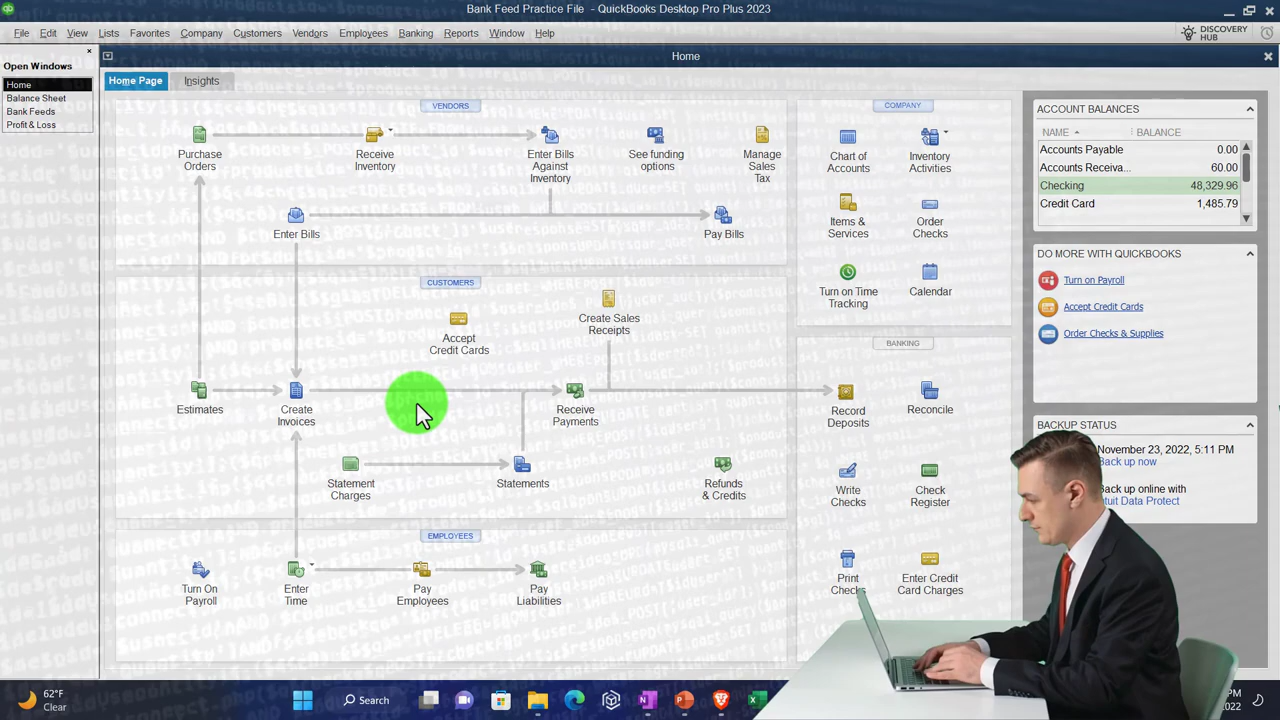 Bank Feed Practice File - QuickBooks Desktop Pro Plus 2023
File Edit View Lists Favorites Company Customers Vendors Employees Banking Reports Window Help
DISCOVERY
HUB
Open Windows
Home
Balance Sheet
Bank Feeds
Profit & Loss
Home
Home Page
Insights
VENDORS
Purchase
Orders
Receive
Inventory
Enter Bills
Against
Inventory
See funding
options
Manage
Sales
Tax
Enter Bills
Pay Bills
CUSTOMERS
Accept
Credit Cards
Create Sales
Receipts
Estimates
Create
Invoices
Receive
Payments
Statement
Charges
Statements
Refunds
& Credits
EMPLOYEES
Turn On
Payroll
Enter
Time
Pay
Employees
Pay
Liabilities
COMPANY
Chart of
Accounts
Inventory
Activities
Items &
Services
Order
Checks
Turn on Time
Tracking
Calendar
BANKING
Record
Deposits
Reconcile
Write
Checks
Check
Register
Print
Checks
Enter Credit
Card Charges
ACCOUNT BALANCES
NAME BALANCE
Accounts Payable 0.00
Accounts Receiva... 60.00
Checking 48,329.96
Credit Card 1,485.79
DO MORE WITH QUICKBOOKS
Turn on Payroll
Accept Credit Cards
Order Checks & Supplies
BACKUP STATUS
November 23, 2022, 5:11 PM
Back up now
Back up online with
tuit Data Protect
62°F
Clear
Search
PM
2022